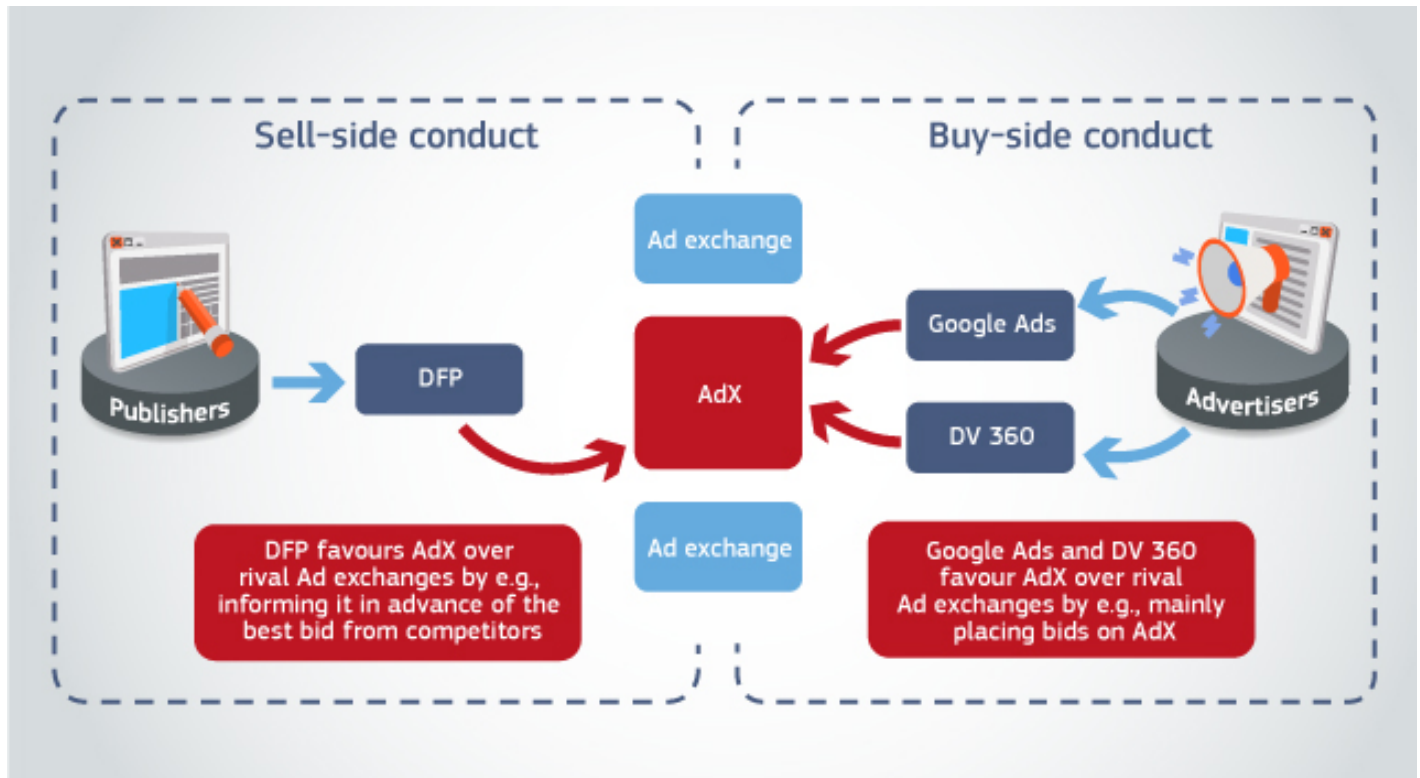 Sell-side conduct
Buy-side conduct
Ad exchange
Publishers
DFP
AdX
Google Ads
DV 360
Advertisers
Ad exchange
DFP favours AdX over
rival Ad exchanges by e.g.,
informing it in advance of the
best bid from competitors
Google Ads and DV 360
favour AdX over rival
Ad exchanges by e.g., mainly
placing bids on AdX